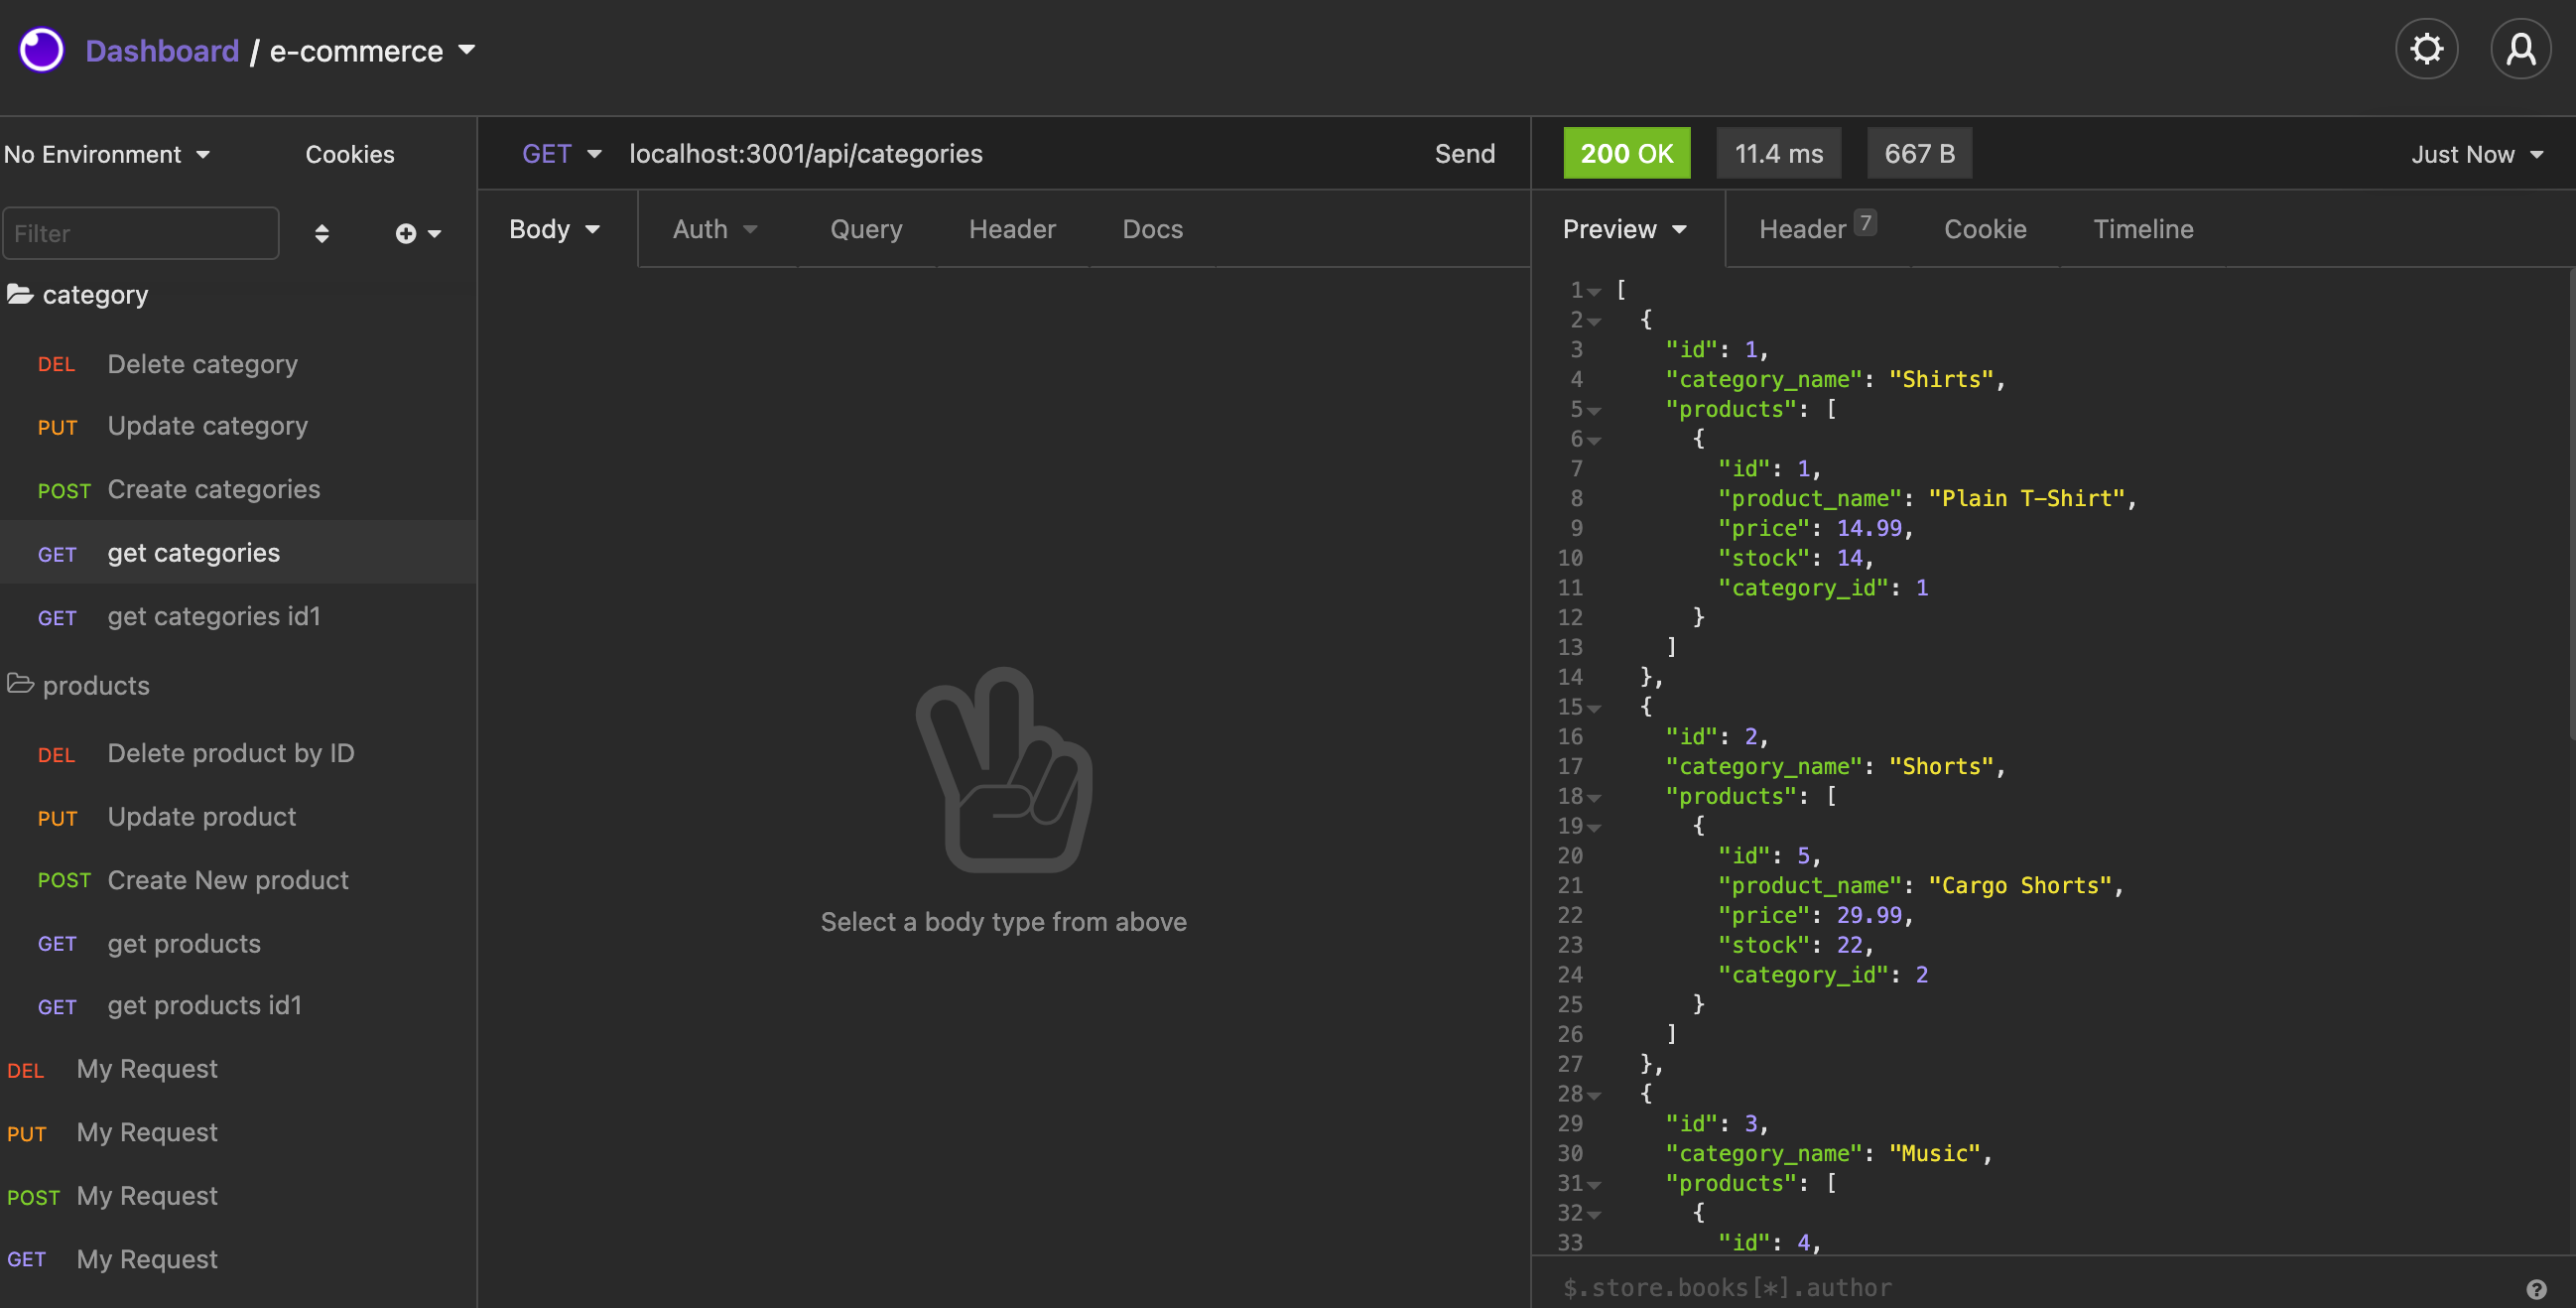 Dashboard / e-commerce
No Environment
Cookies
Filter
category
DEL Delete category
PUT Update category
POST Create categories
GET get categories
GET get categories id1
products
DEL Delete product by ID
PUT Update product
POST Create New product
GET get products
GET get products id1
DEL My Request
PUT My Request
POST My Request
GET My Request
GET localhost:3001/api/categories Send
Body Auth Query Header Docs
Select a body type from above
200 OK 11.4 ms 667 B Just Now
Preview Header 7 Cookie Timeline
1 [
2 {
3 "id": 1,
4 "category_name": "Shirts",
5 "products": [
6 {
7 "id": 1,
8 "product_name": "Plain T-Shirt",
9 "price": 14.99,
10 "stock": 14,
11 "category_id": 1
12 }
13 ]
14 },
15 {
16 "id": 2,
17 "category_name": "Shorts",
18 "products": [
19 {
20 "id": 5,
21 "product_name": "Cargo Shorts",
22 "price": 29.99,
23 "stock": 22,
24 "category_id": 2
25 }
26 ]
27 },
28 {
29 "id": 3,
30 "category_name": "Music",
31 "products": [
32 {
33 "id": 4,
$.store.books[*].author
?